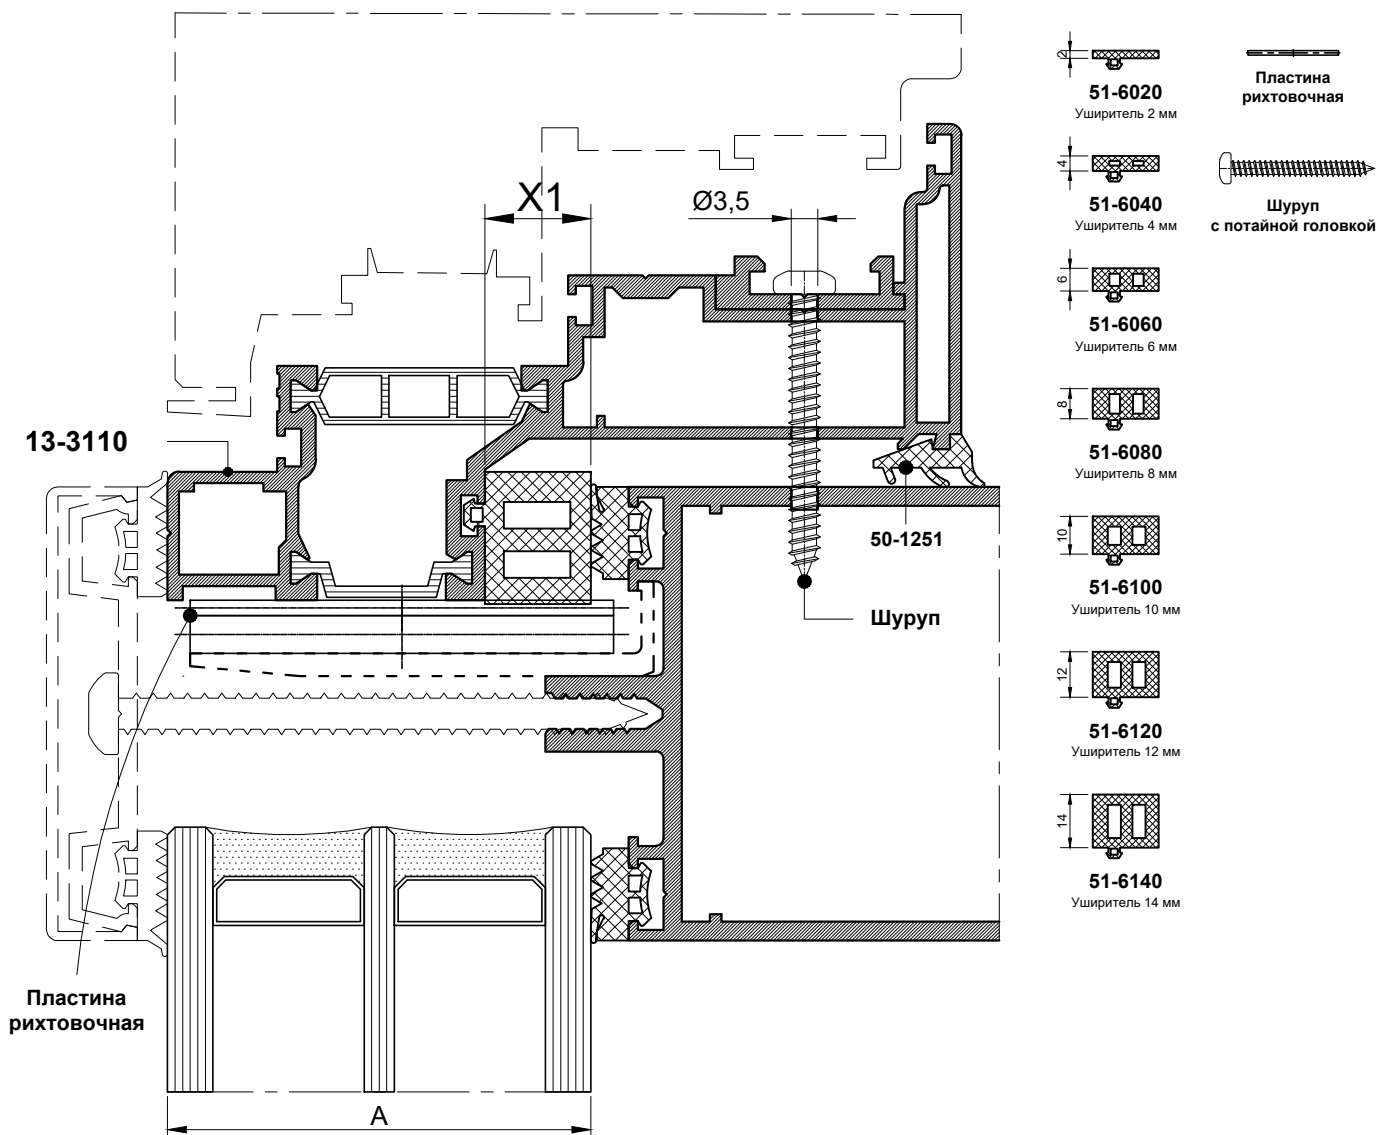 X1
Ø3,5
13-3110
50-1251
Шуруп
Пластина
рихтовочная
A
2
51-6020
Уширитель 2 мм
4
51-6040
Уширитель 4 мм
6
51-6060
Уширитель 6 мм
8
51-6080
Уширитель 8 мм
10
51-6100
Уширитель 10 мм
12
51-6120
Уширитель 12 мм
14
51-6140
Уширитель 14 мм
Пластина
рихтовочная
Шуруп
с потайной головкой